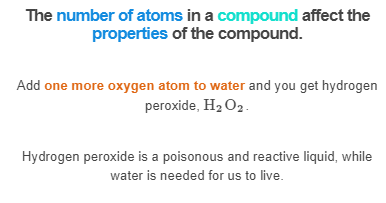 The number of atoms in a compound affect the
properties of the compound.
Add one more oxygen atom to water and you get hydrogen
peroxide, H₂O₂.
Hydrogen peroxide is a poisonous and reactive liquid, while
water is needed for us to live.